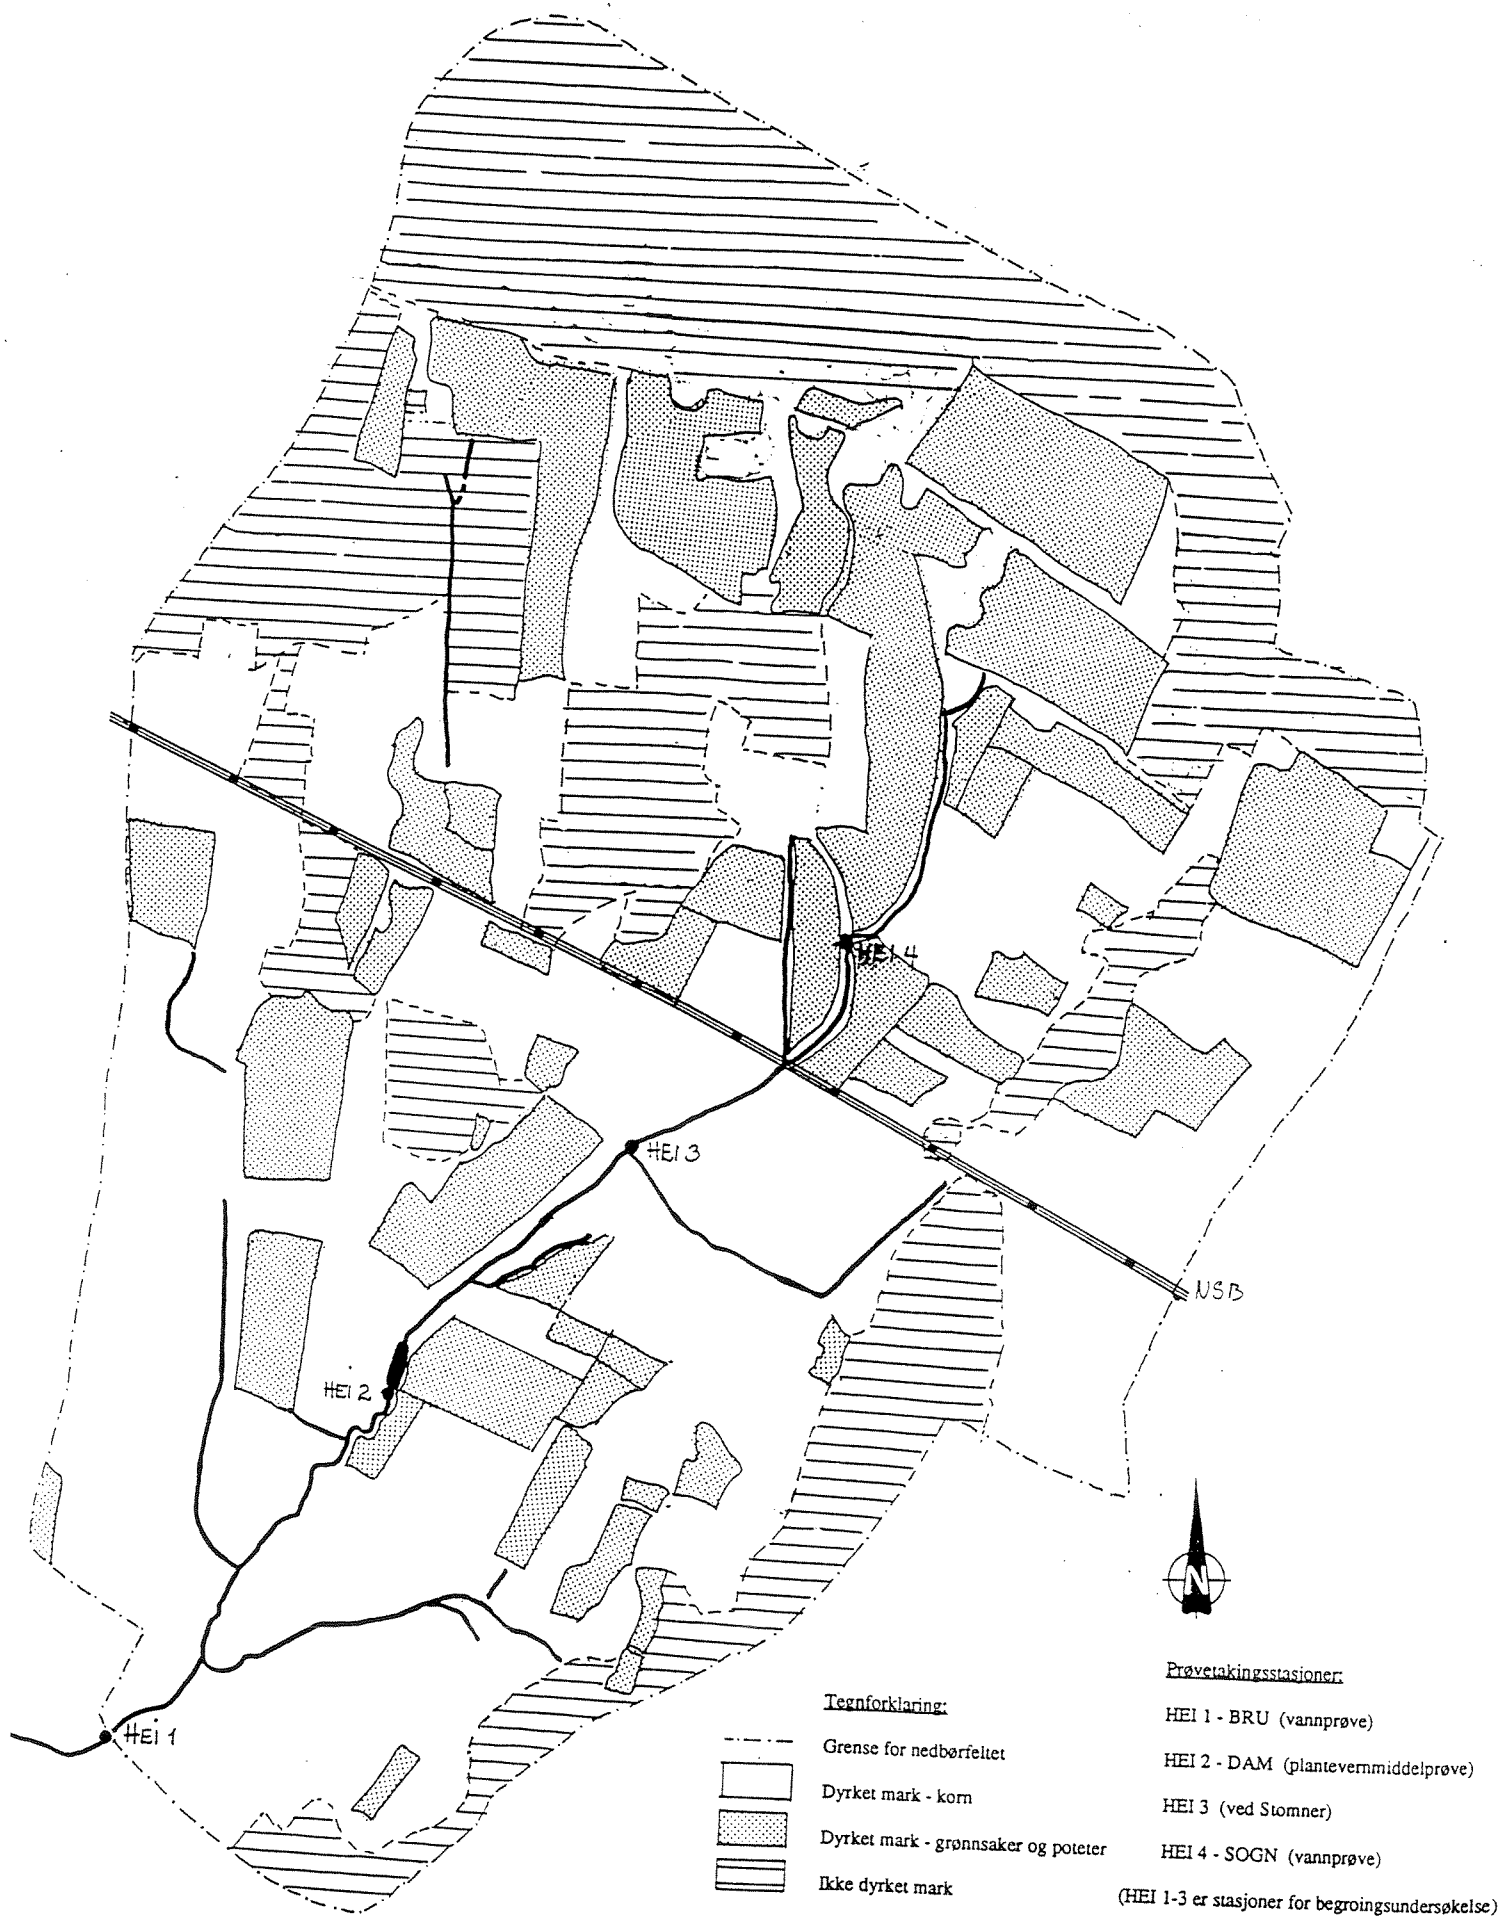 HEI 4
HEI 3
NSB
HEI 2
HEI 1
N
Tegnforklaring:
Grense for nedbørfeltet
Dyrket mark - korn
Dyrket mark - grønnsaker og poteter
Ikke dyrket mark
Prøvetakingsstasjoner:
HEI 1 - BRU (vannprøve)
HEI 2 - DAM (plantevernmiddelprøve)
HEI 3 (ved Stomner)
HEI 4 - SOGN (vannprøve)
(HEI 1-3 er stasjoner for begroingsundersøkelse)